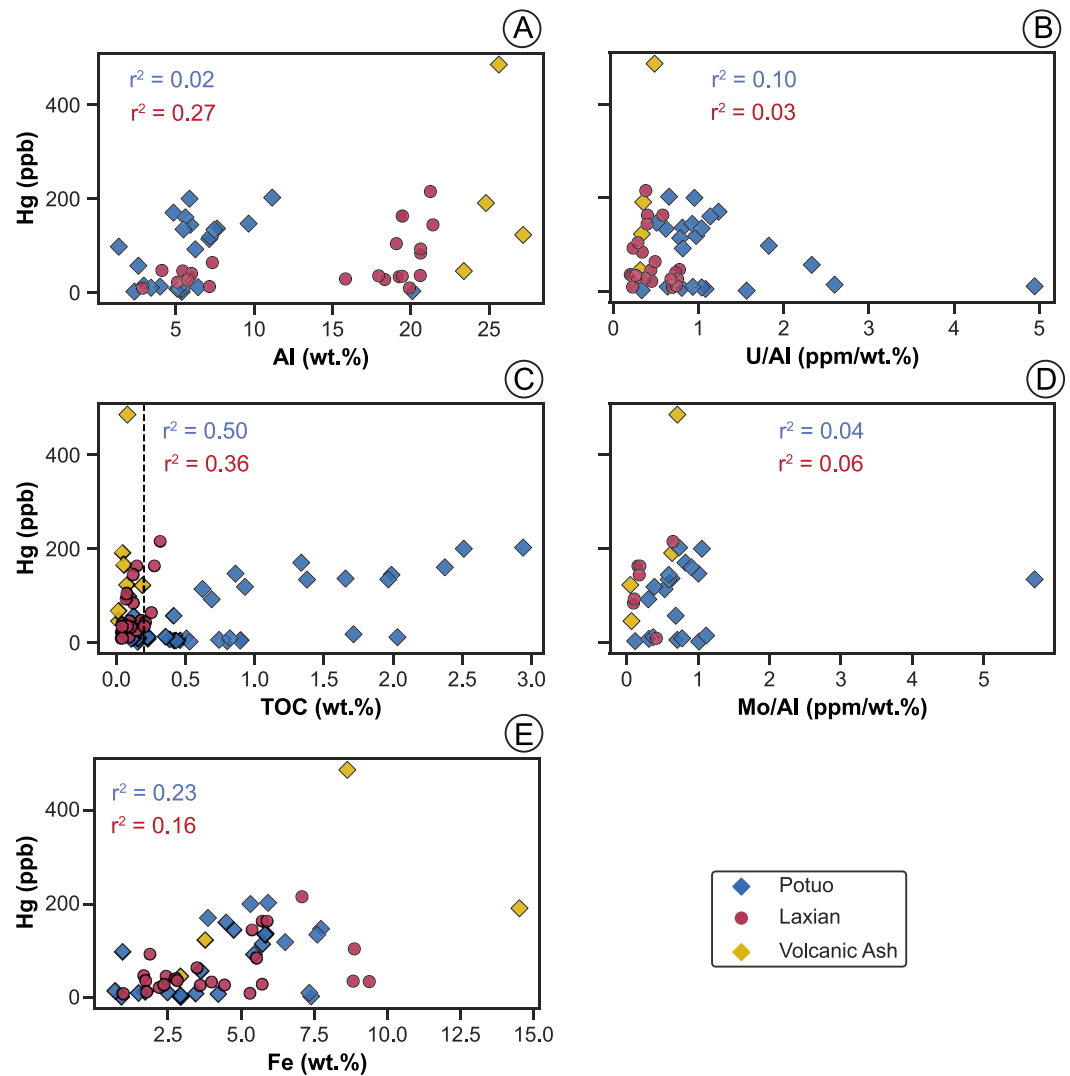 A
r² = 0.02
r² = 0.27
Hg (ppb)
400
200
0
5
10
15
20
25
Al (wt.%)
B
r² = 0.10
r² = 0.03
0
1
2
3
4
5
U/Al (ppm/wt.%)
C
r² = 0.50
r² = 0.36
Hg (ppb)
400
200
0
0.0
0.5
1.0
1.5
2.0
2.5
3.0
TOC (wt.%)
D
r² = 0.04
r² = 0.06
0
1
2
3
4
5
Mo/Al (ppm/wt.%)
E
r² = 0.23
r² = 0.16
Hg (ppb)
400
200
0
2.5
5.0
7.5
10.0
12.5
15.0
Fe (wt.%)
Potuo
Laxian
Volcanic Ash